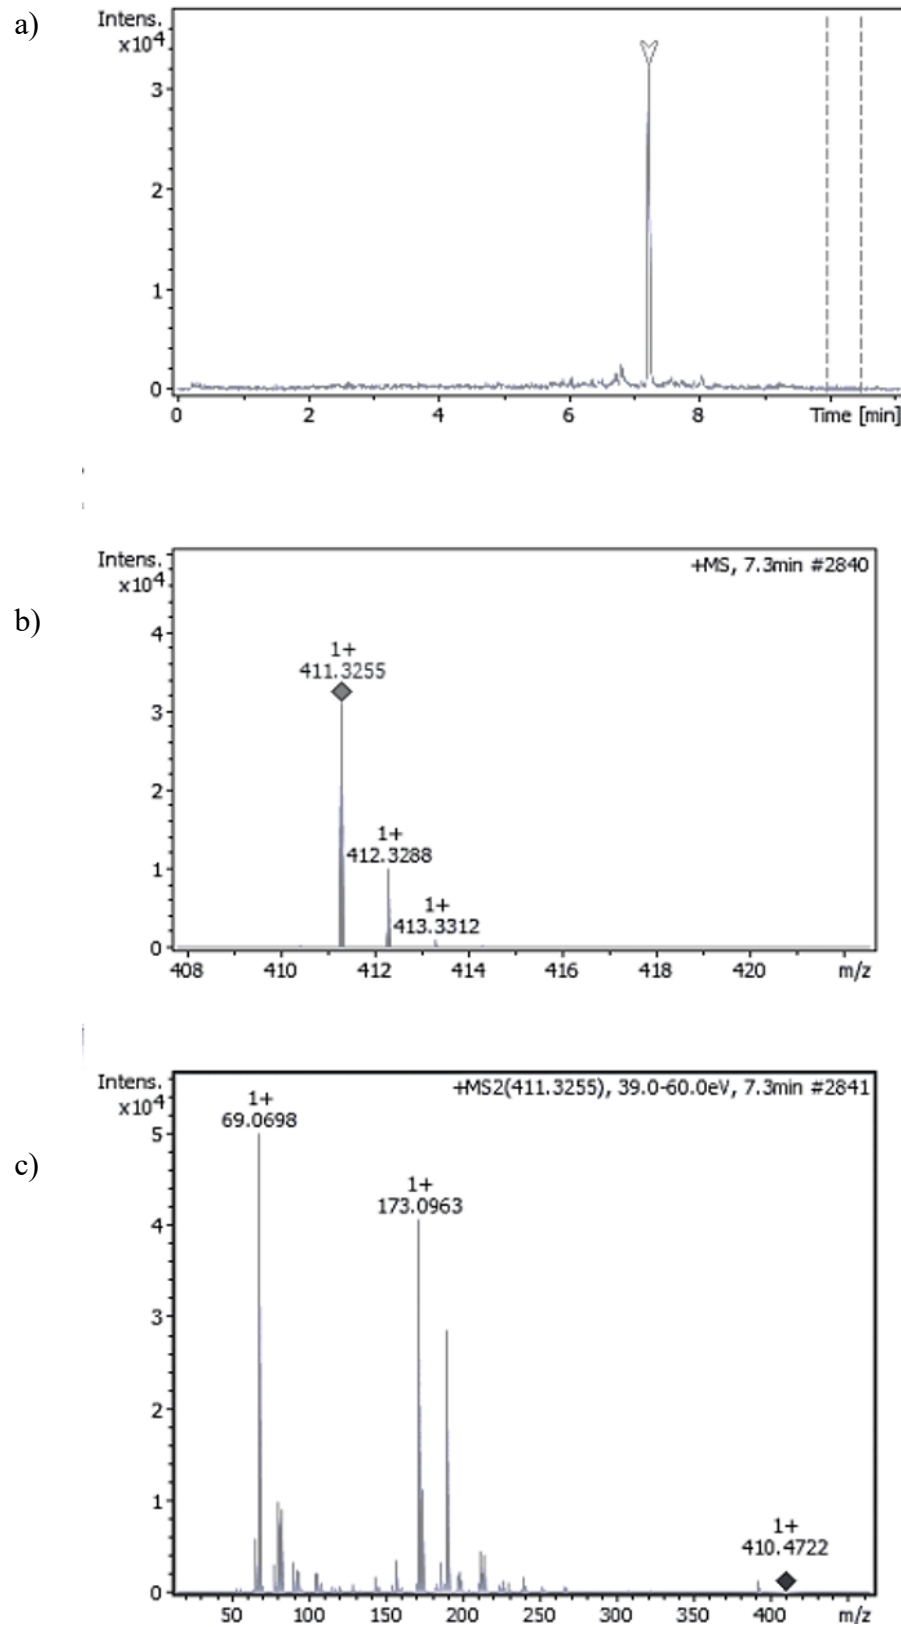 a)
Intens.
x10⁴
3
2
1
0
0 2 4 6 8 Time [min]
b)
Intens.
x10⁴
+MS, 7.3min #2840
4
3
2
1
0
1+
411.3255
1+
412.3288
1+
413.3312
408 410 412 414 416 418 420 m/z
c)
Intens.
x10⁴
+MS2(411.3255), 39.0-60.0eV, 7.3min #2841
5
4
3
2
1
0
1+
69.0698
1+
173.0963
1+
410.4722
50 100 150 200 250 300 350 400 m/z